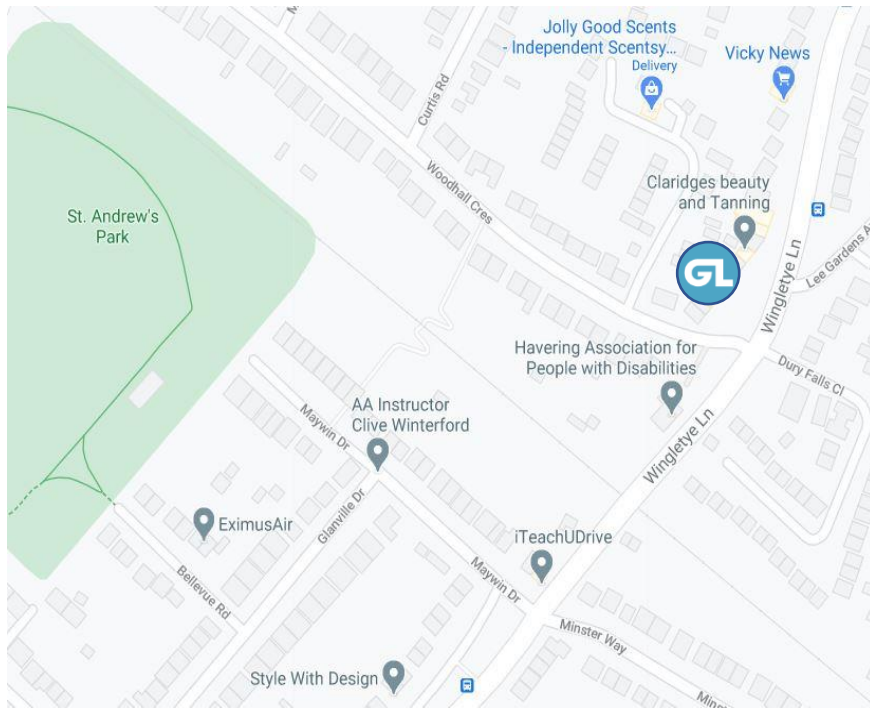 Jolly Good Scents
- Independent Scentsy...
Delivery
Vicky News
Curtis Rd
Woodhall Cres
Claridges beauty
and Tanning
St. Andrew's
Park
GL
Wingletye Ln
Lee Gardens A
Havering Association for
People with Disabilities
Dury Falls Cl
AA Instructor
Clive Winterford
Maywin Dr
Wingletye Ln
EximusAir
Glanville Dr
iTeachUDrive
Bellevue Rd
Maywin Dr
Minster Way
Style With Design
Minst